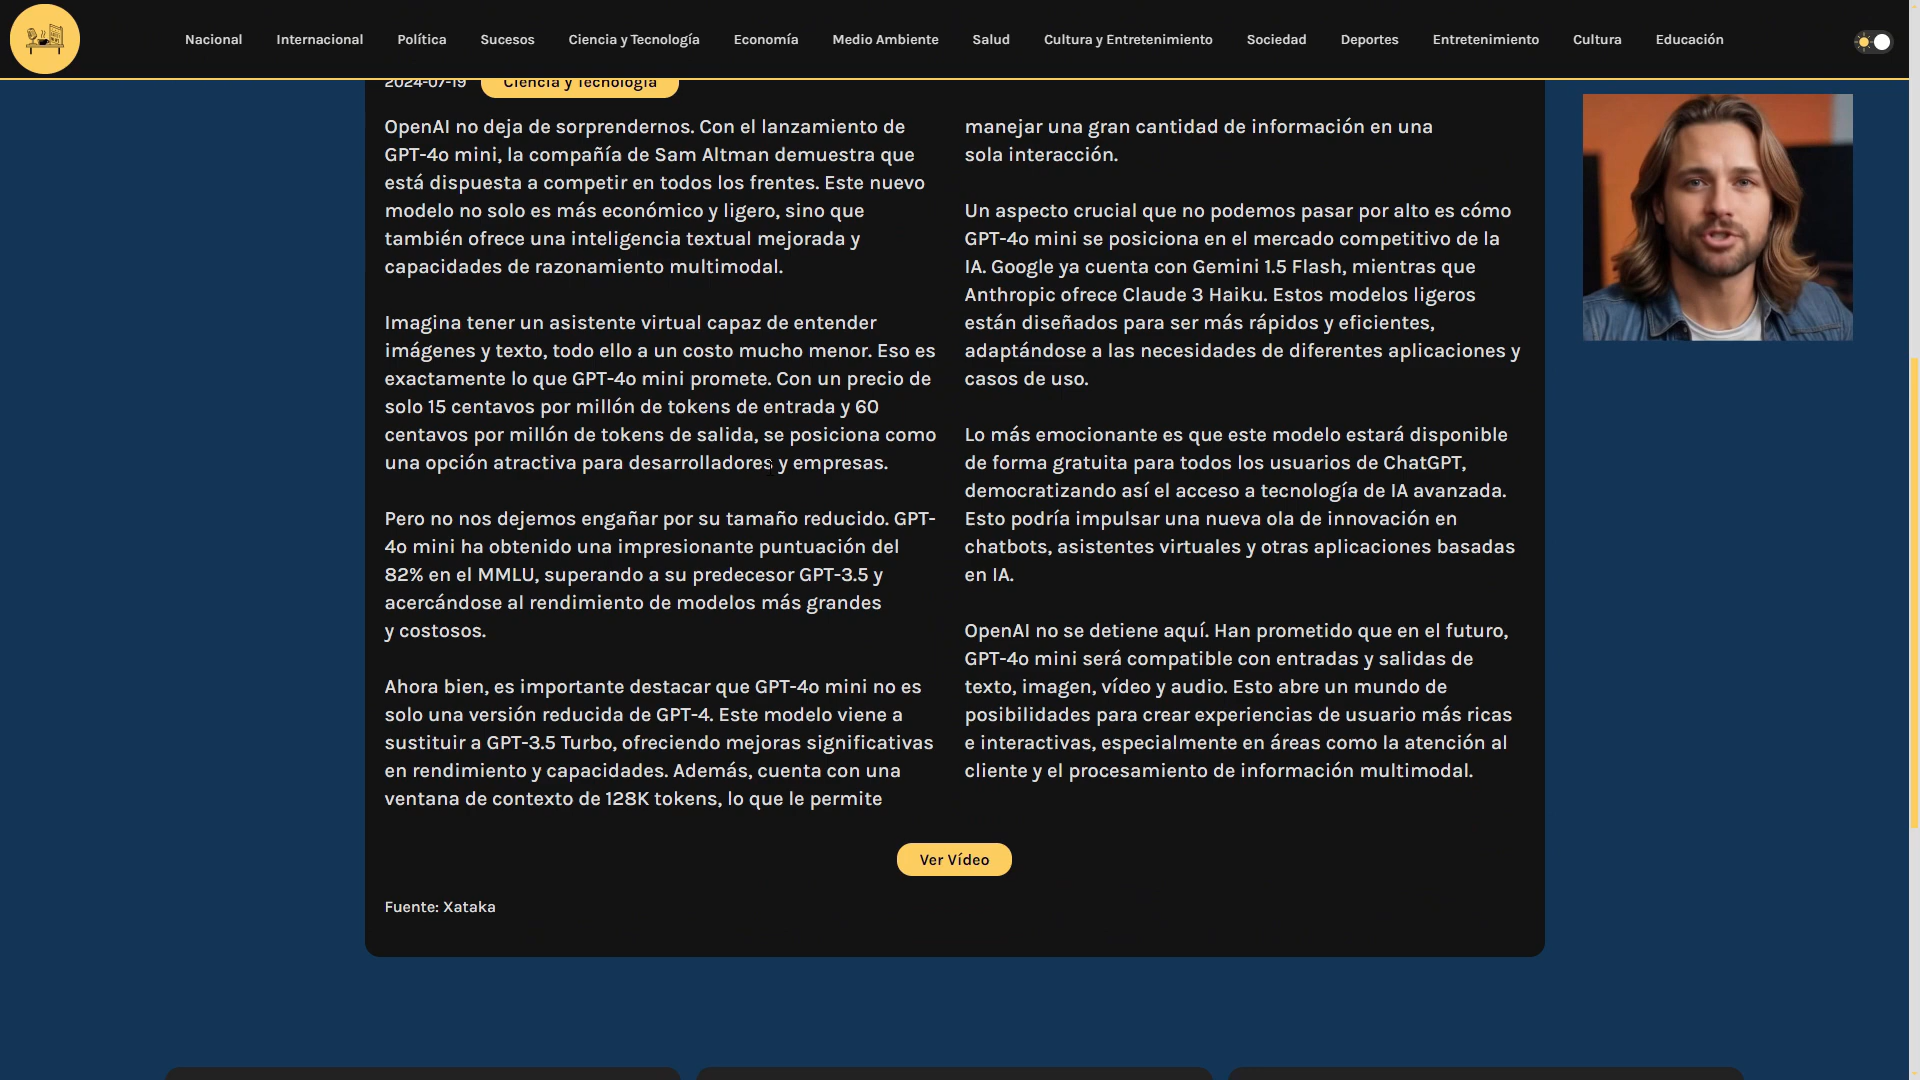 Nacional
Internacional
Política
Sucesos
Ciencia y Tecnología
Economía
Medio Ambiente
Salud
Cultura y Entretenimiento
Sociedad
Deportes
Entretenimiento
Cultura
Educación
2024-07-19
Ciencia y Tecnología
OpenAI no deja de sorprendernos. Con el lanzamiento de
GPT-4o mini, la compañía de Sam Altman demuestra que
está dispuesta a competir en todos los frentes. Este nuevo
modelo no solo es más económico y ligero, sino que
también ofrece una inteligencia textual mejorada y
capacidades de razonamiento multimodal.
Imagina tener un asistente virtual capaz de entender
imágenes y texto, todo ello a un costo mucho menor. Eso es
exactamente lo que GPT-4o mini promete. Con un precio de
solo 15 centavos por millón de tokens de entrada y 60
centavos por millón de tokens de salida, se posiciona como
una opción atractiva para desarrolladores y empresas.
Pero no nos dejemos engañar por su tamaño reducido. GPT-
4o mini ha obtenido una impresionante puntuación del
82% en el MMLU, superando a su predecesor GPT-3.5 y
acercándose al rendimiento de modelos más grandes
y costosos.
Ahora bien, es importante destacar que GPT-4o mini no es
solo una versión reducida de GPT-4. Este modelo viene a
sustituir a GPT-3.5 Turbo, ofreciendo mejoras significativas
en rendimiento y capacidades. Además, cuenta con una
ventana de contexto de 128K tokens, lo que le permite
manejar una gran cantidad de información en una
sola interacción.
Un aspecto crucial que no podemos pasar por alto es cómo
GPT-4o mini se posiciona en el mercado competitivo de la
IA. Google ya cuenta con Gemini 1.5 Flash, mientras que
Anthropic ofrece Claude 3 Haiku. Estos modelos ligeros
están diseñados para ser más rápidos y eficientes,
adaptándose a las necesidades de diferentes aplicaciones y
casos de uso.
Lo más emocionante es que este modelo estará disponible
de forma gratuita para todos los usuarios de ChatGPT,
democratizando así el acceso a tecnología de IA avanzada.
Esto podría impulsar una nueva ola de innovación en
chatbots, asistentes virtuales y otras aplicaciones basadas
en IA.
OpenAI no se detiene aquí. Han prometido que en el futuro,
GPT-4o mini será compatible con entradas y salidas de
texto, imagen, vídeo y audio. Esto abre un mundo de
posibilidades para crear experiencias de usuario más ricas
e interactivas, especialmente en áreas como la atención al
cliente y el procesamiento de información multimodal.
Ver Vídeo
Fuente: Xataka